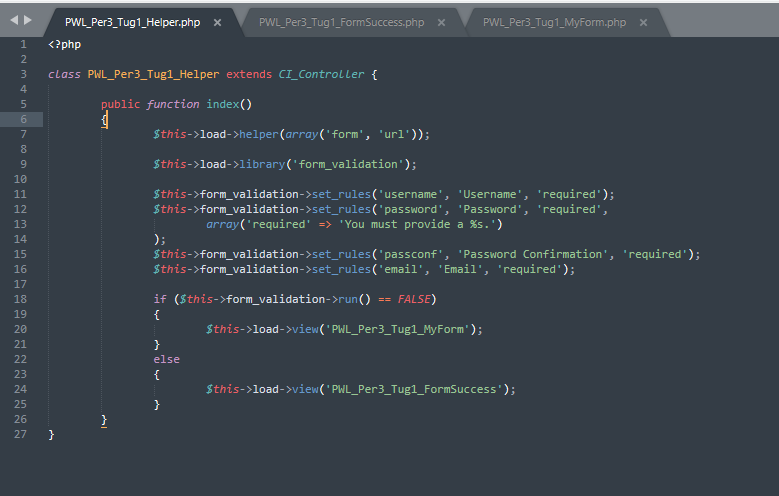 PWL_Per3_Tug1_Helper.php × PWL_Per3_Tug1_FormSuccess.php × PWL_Per3_Tug1_MyForm.php ×
1 <?php
2
3 class PWL_Per3_Tug1_Helper extends CI_Controller {
4
5 public function index()
6 {
7 $this->load->helper(array('form', 'url'));
8
9 $this->load->library('form_validation');
10
11 $this->form_validation->set_rules('username', 'Username', 'required');
12 $this->form_validation->set_rules('password', 'Password', 'required',
13 array('required' => 'You must provide a %s.')
14 );
15 $this->form_validation->set_rules('passconf', 'Password Confirmation', 'required');
16 $this->form_validation->set_rules('email', 'Email', 'required');
17
18 if ($this->form_validation->run() == FALSE)
19 {
20 $this->load->view('PWL_Per3_Tug1_MyForm');
21 }
22 else
23 {
24 $this->load->view('PWL_Per3_Tug1_FormSuccess');
25 }
26 }
27 }